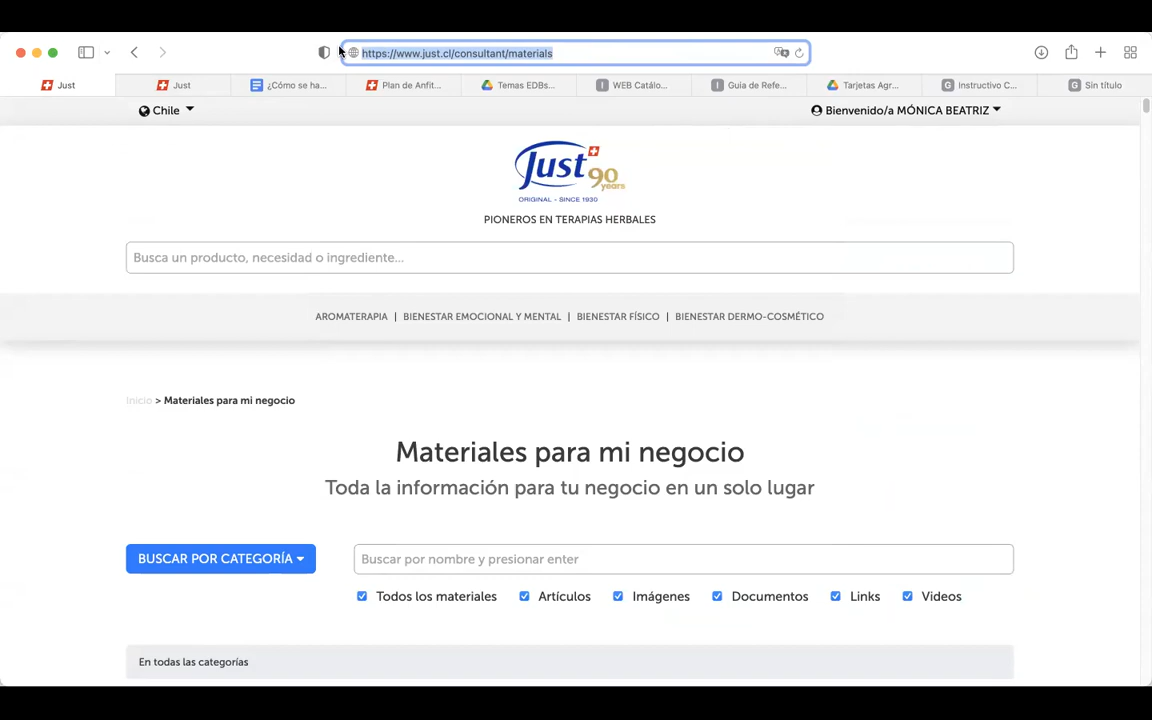 https://www.just.cl/consultant/materials
Just
Just
¿Cómo se ha...
Plan de Anfit...
Temas EDBs...
WEB Catálo...
Guía de Refe...
Tarjetas Agr...
Instructivo C...
Sin título
Chile
Bienvenido/a MÓNICA BEATRIZ
Just
90
years
ORIGINAL - SINCE 1930
PIONEROS EN TERAPIAS HERBALES
Busca un producto, necesidad o ingrediente...
AROMATERAPIA | BIENESTAR EMOCIONAL Y MENTAL | BIENESTAR FÍSICO | BIENESTAR DERMO-COSMÉTICO
Inicio > Materiales para mi negocio
Materiales para mi negocio
Toda la información para tu negocio en un solo lugar
BUSCAR POR CATEGORÍA
Buscar por nombre y presionar enter
Todos los materiales Artículos Imágenes Documentos Links Videos
En todas las categorías